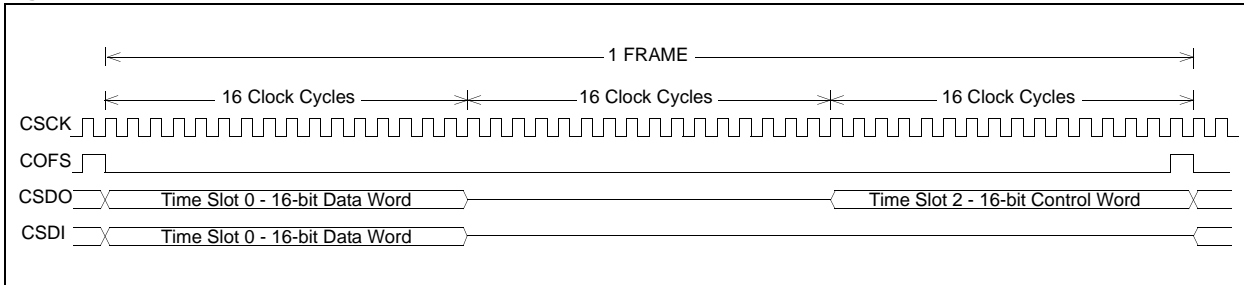 1 FRAME
16 Clock Cycles 16 Clock Cycles 16 Clock Cycles
CSCK
COFS
CSDO Time Slot 0 - 16-bit Data Word Time Slot 2 - 16-bit Control Word
CSDI Time Slot 0 - 16-bit Data Word